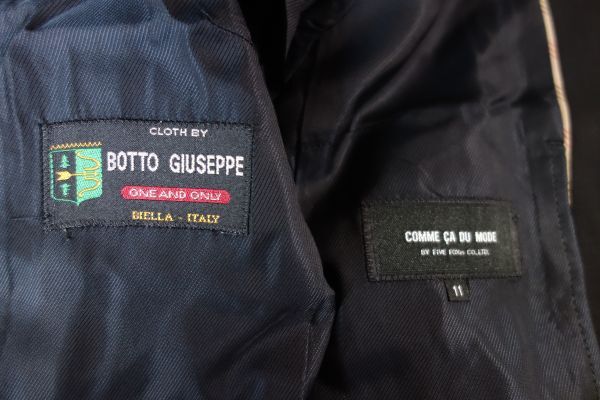 CLOTH BY
BOTTO GIUSEPPE
ONE AND ONLY
BIELLA - ITALY
COMME ÇA DU MODE
BY FIVE FOXes CO.,LTD.
11